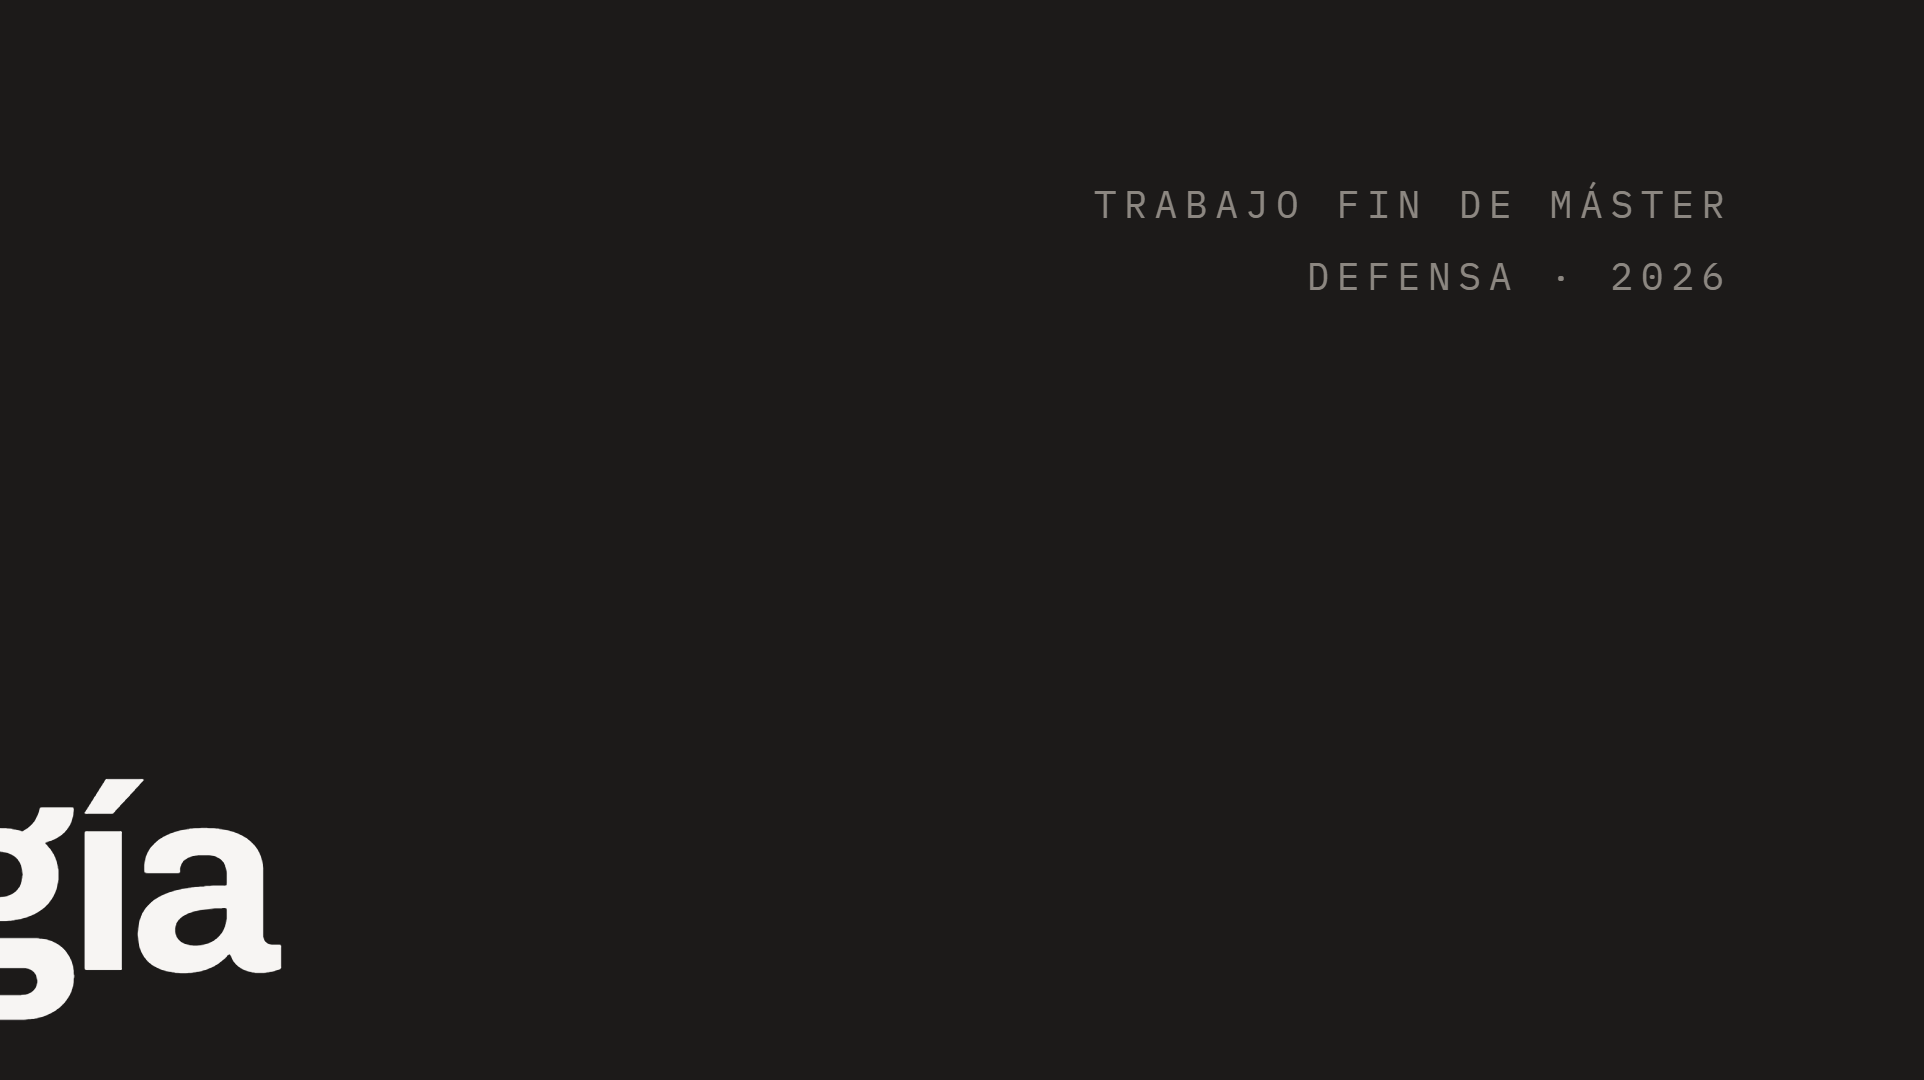 TRABAJO FIN DE MÁSTER
DEFENSA · 2026
gía